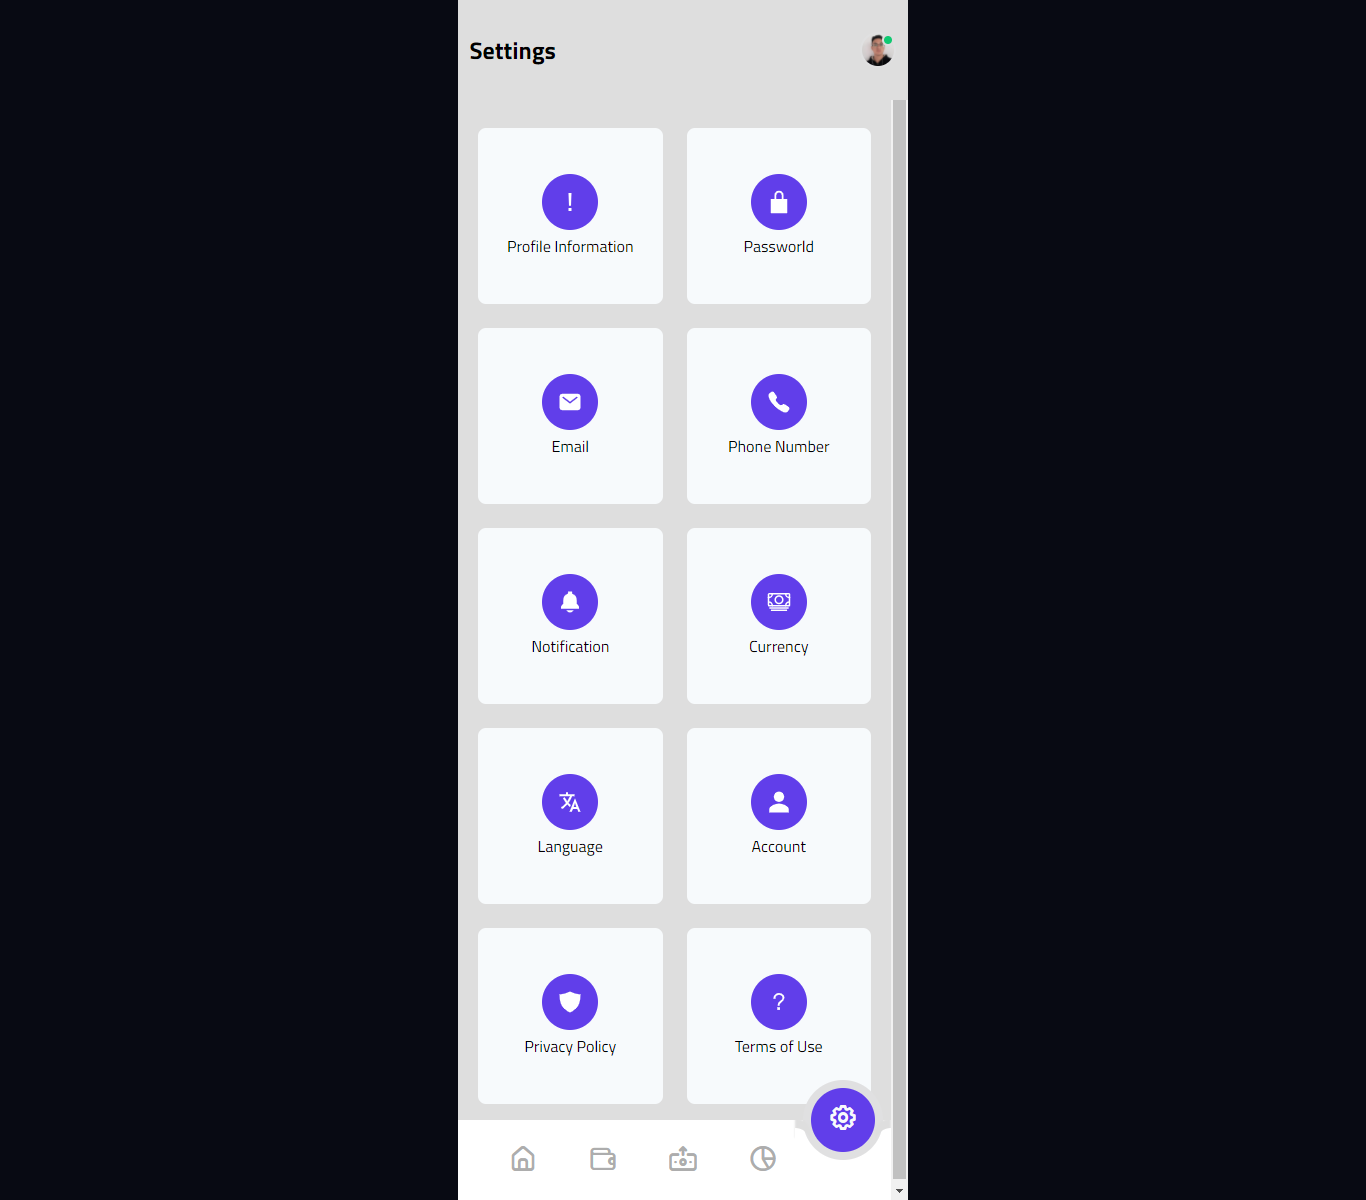 Settings
!
Profile Information
Passworld
Email
Phone Number
Notification
Currency
Language
Account
Privacy Policy
?
Terms of Use